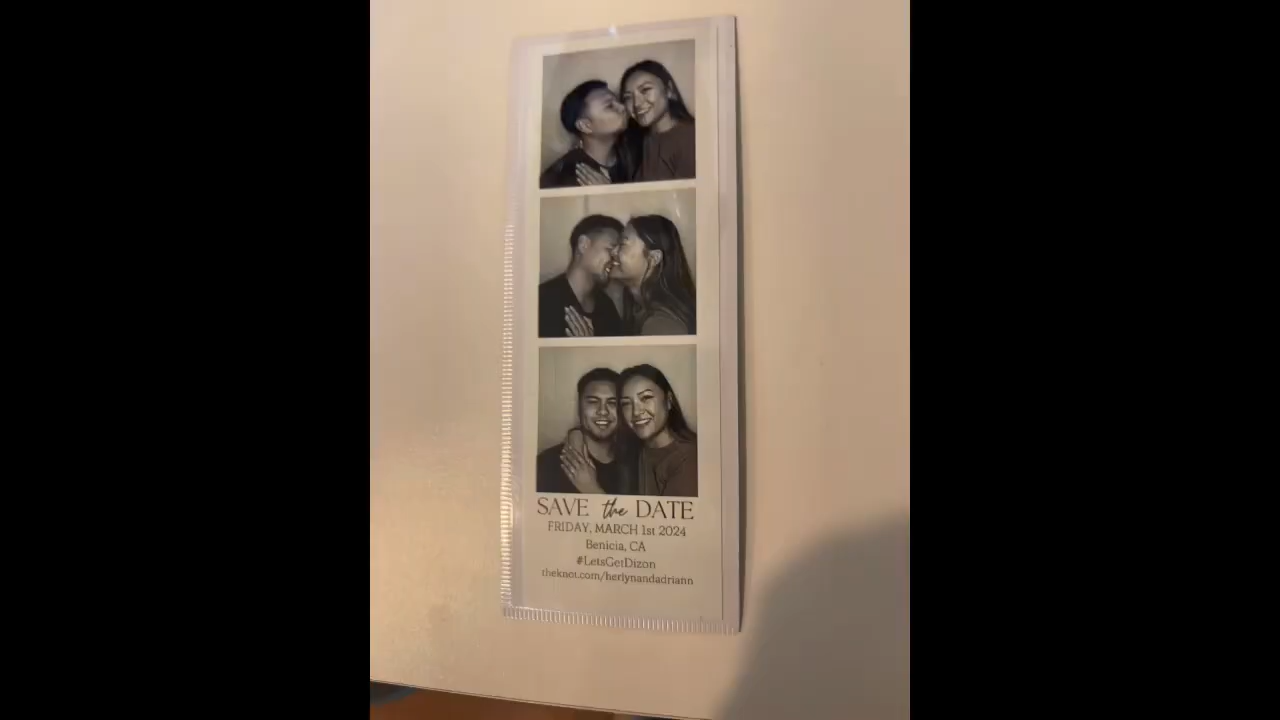 SAVE the DATE
FRIDAY, MARCH 1st 2024
Benicia, CA
#LetsGetDizon
theknot.com/herlynandadriann